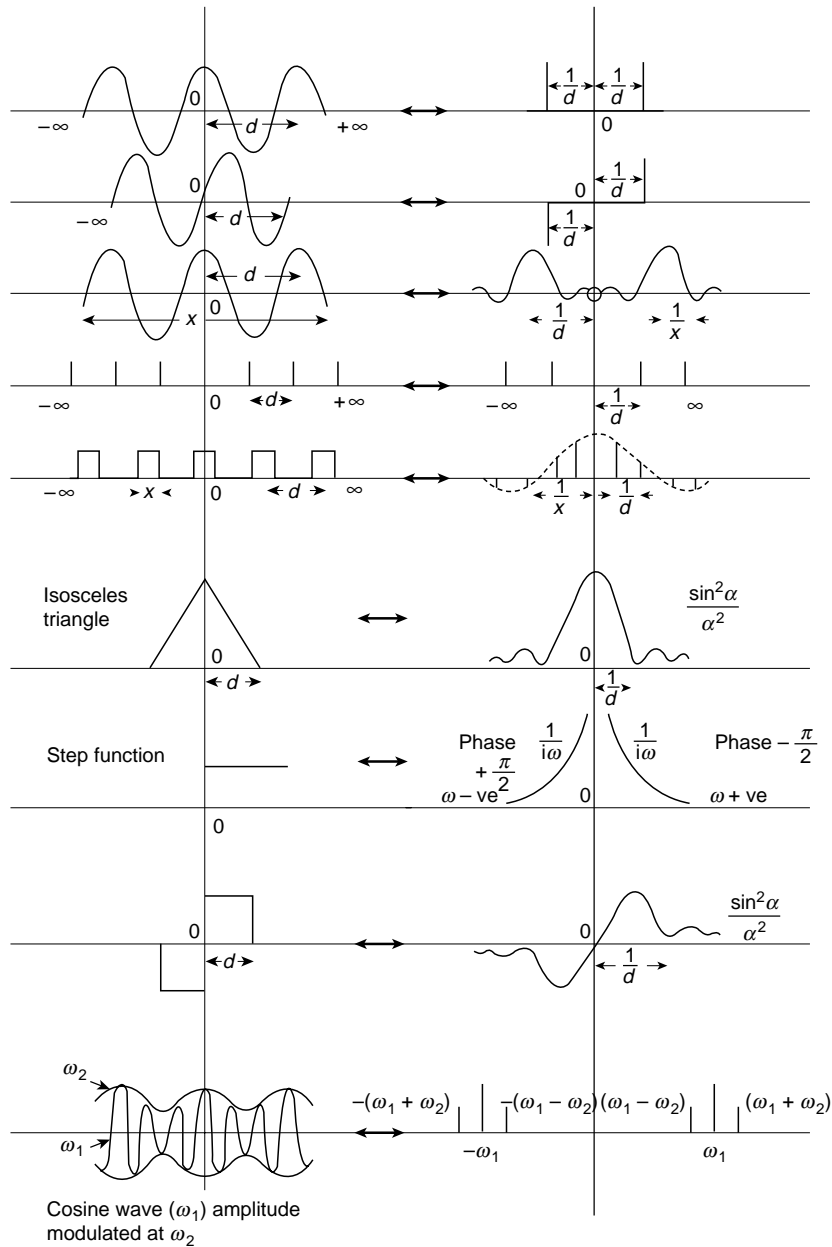 0 1/d 1/d
−∞ d +∞ 0
0 0 1/d
−∞ d 1/d
d
x 0 1/d 1/x
−∞ 0 d +∞ −∞ 1/d ∞
−∞ x 0 d ∞ 1/x 1/d
Isosceles
triangle
0
d
0
sin²α/α²
1/d
Step function
0
Phase
+ π/2
ω − ve
1/iω
1/iω
Phase − π/2
0
ω + ve
0
d
0
1/d
sin²α/α²
ω₂
ω₁
−(ω₁ + ω₂) −(ω₁ − ω₂) (ω₁ − ω₂) (ω₁ + ω₂)
−ω₁ ω₁
Cosine wave (ω₁) amplitude
modulated at ω₂